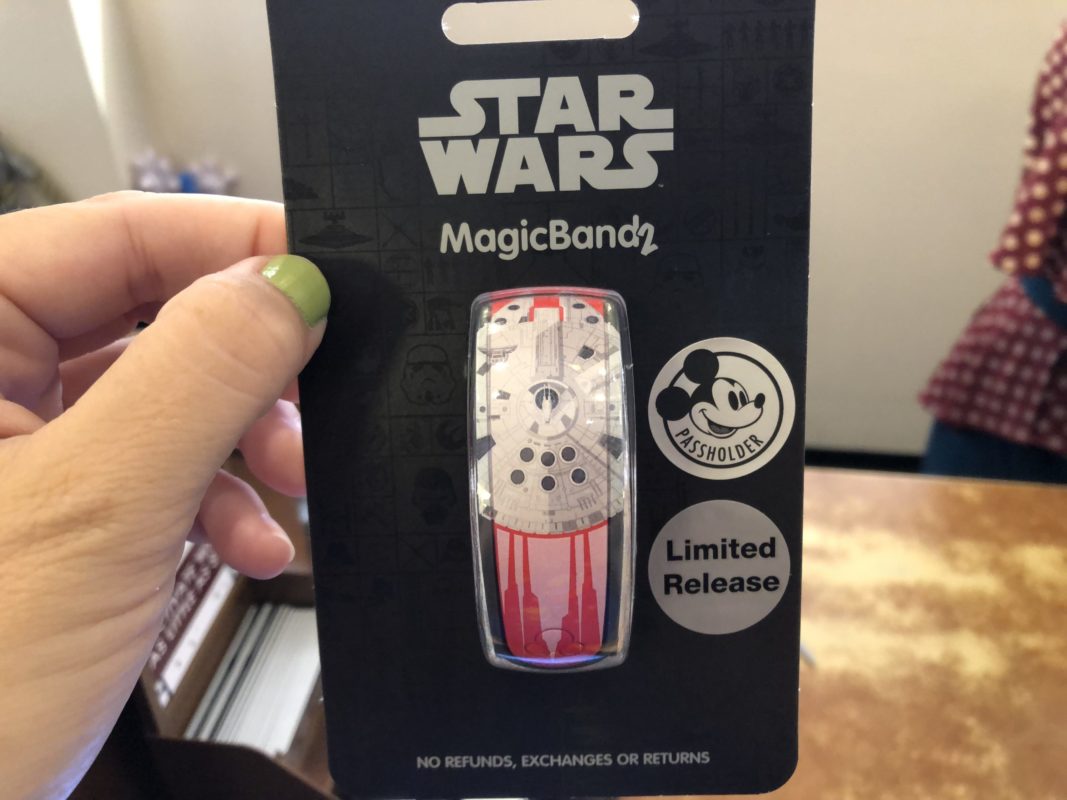 STAR
WARS
MagicBand2
PASSHOLDER
Limited
Release
NO REFUNDS, EXCHANGES OR RETURNS